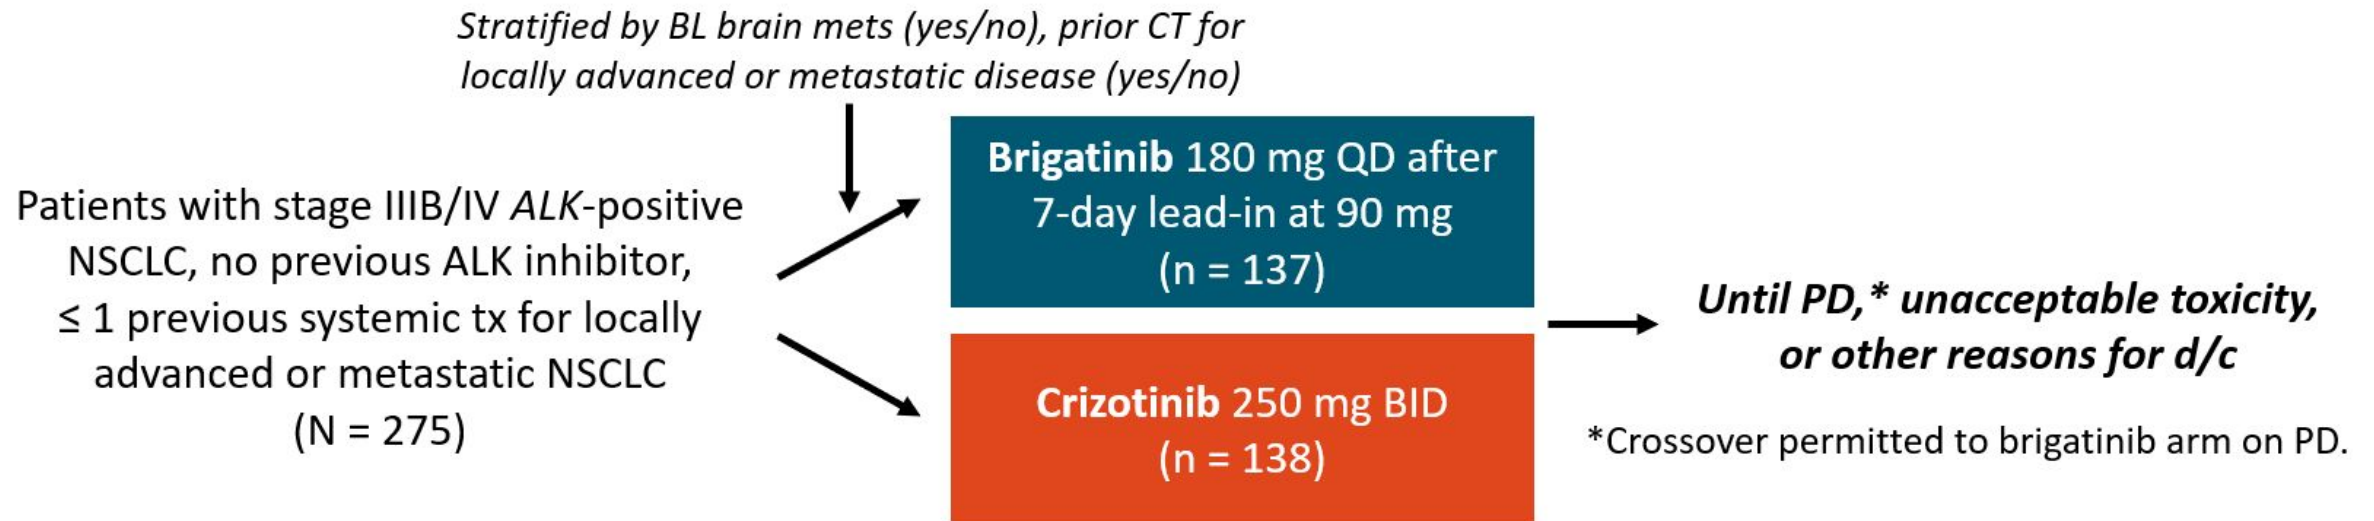 Stratified by BL brain mets (yes/no), prior CT for
locally advanced or metastatic disease (yes/no)
Patients with stage IIIB/IV ALK-positive
NSCLC, no previous ALK inhibitor,
≤ 1 previous systemic tx for locally
advanced or metastatic NSCLC
(N = 275)
Brigatinib 180 mg QD after
7-day lead-in at 90 mg
(n = 137)
Crizotinib 250 mg BID
(n = 138)
Until PD,* unacceptable toxicity,
or other reasons for d/c
*Crossover permitted to brigatinib arm on PD.